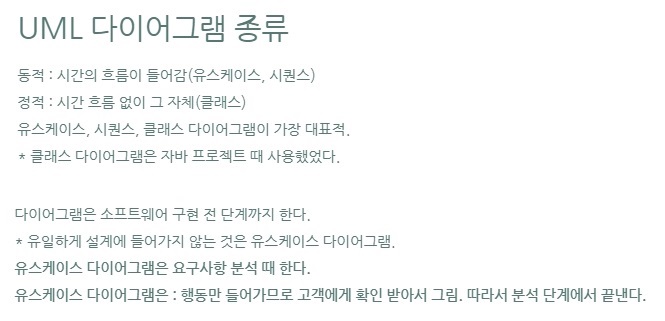 UML 다이어그램 종류
동적 : 시간의 흐름이 들어감(유스케이스, 시퀀스)
정적 : 시간 흐름 없이 그 자체(클래스)
유스케이스, 시퀀스, 클래스 다이어그램이 가장 대표적.
* 클래스 다이어그램은 자바 프로젝트 때 사용했었다.
다이어그램은 소프트웨어 구현 전 단계까지 한다.
* 유일하게 설계에 들어가지 않는 것은 유스케이스 다이어그램.
유스케이스 다이어그램은 요구사항 분석 때 한다.
유스케이스 다이어그램은 : 행동만 들어가므로 고객에게 확인 받아서 그림. 따라서 분석 단계에서 끝낸다.